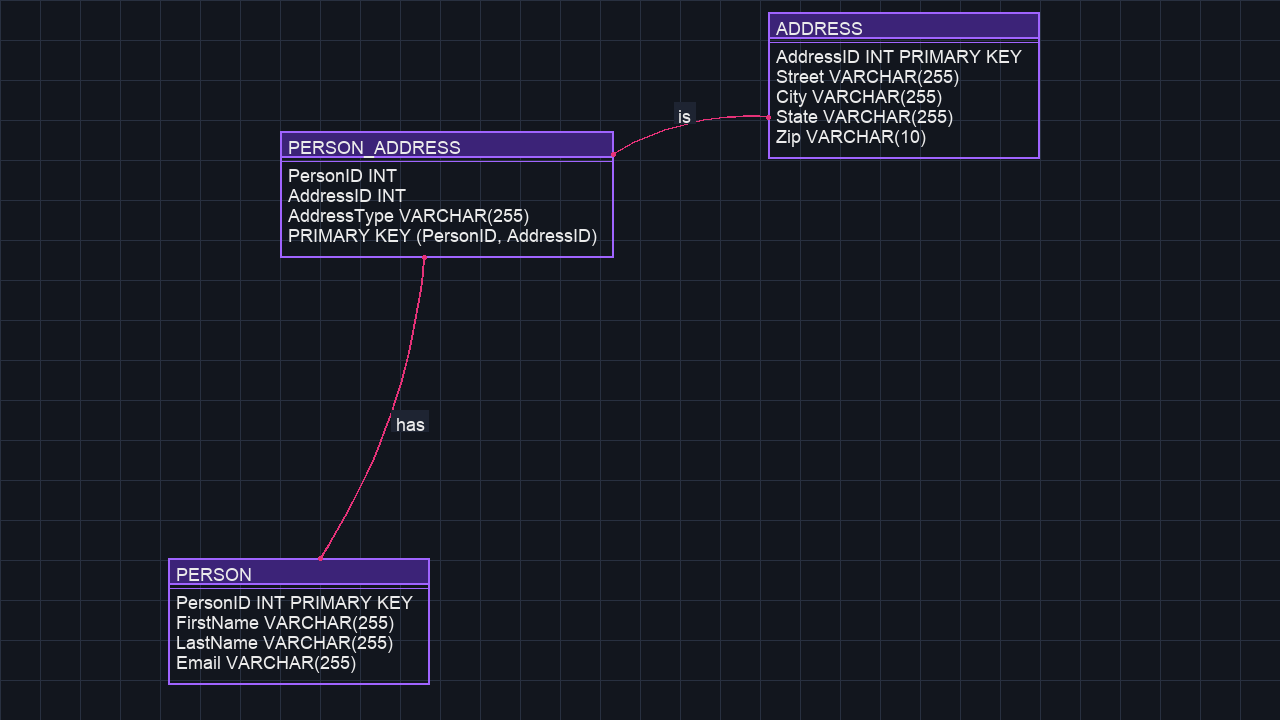 ADDRESS
AddressID INT PRIMARY KEY
Street VARCHAR(255)
City VARCHAR(255)
State VARCHAR(255)
Zip VARCHAR(10)
is
PERSON_ADDRESS
PersonID INT
AddressID INT
AddressType VARCHAR(255)
PRIMARY KEY (PersonID, AddressID)
has
PERSON
PersonID INT PRIMARY KEY
FirstName VARCHAR(255)
LastName VARCHAR(255)
Email VARCHAR(255)